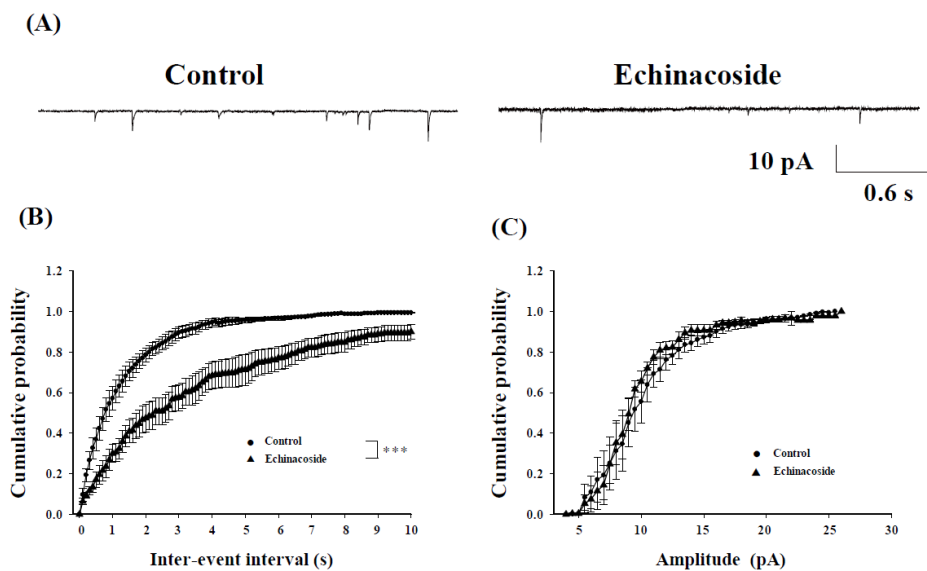 (A)
Control
Echinacoside
10 pA
0.6 s
(B)
Cumulative probability
1.2
1.0
0.8
0.6
0.4
0.2
0.0
Control
Echinacoside
***
0 1 2 3 4 5 6 7 8 9 10
Inter-event interval (s)
(C)
Cumulative probability
1.2
1.0
0.8
0.6
0.4
0.2
0.0
Control
Echinacoside
5 10 15 20 25 30
Amplitude (pA)